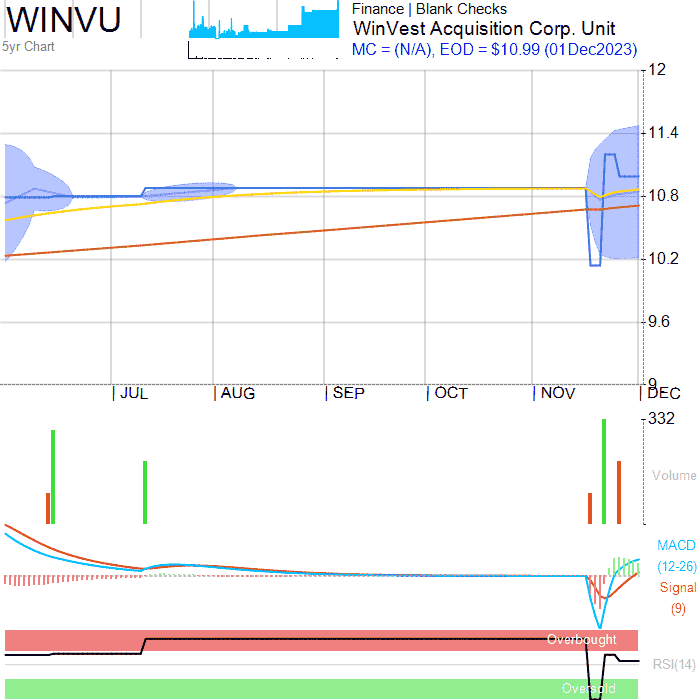 WINVU
5yr Chart
Finance | Blank Checks
WinVest Acquisition Corp. Unit
MC = (N/A), EOD = $10.99 (01Dec2023)
12
11.4
10.8
10.2
9.6
9
JUL AUG SEP OCT NOV DEC
332
Volume
MACD
(12-26)
Signal
(9)
Overbought
RSI(14)
Oversold